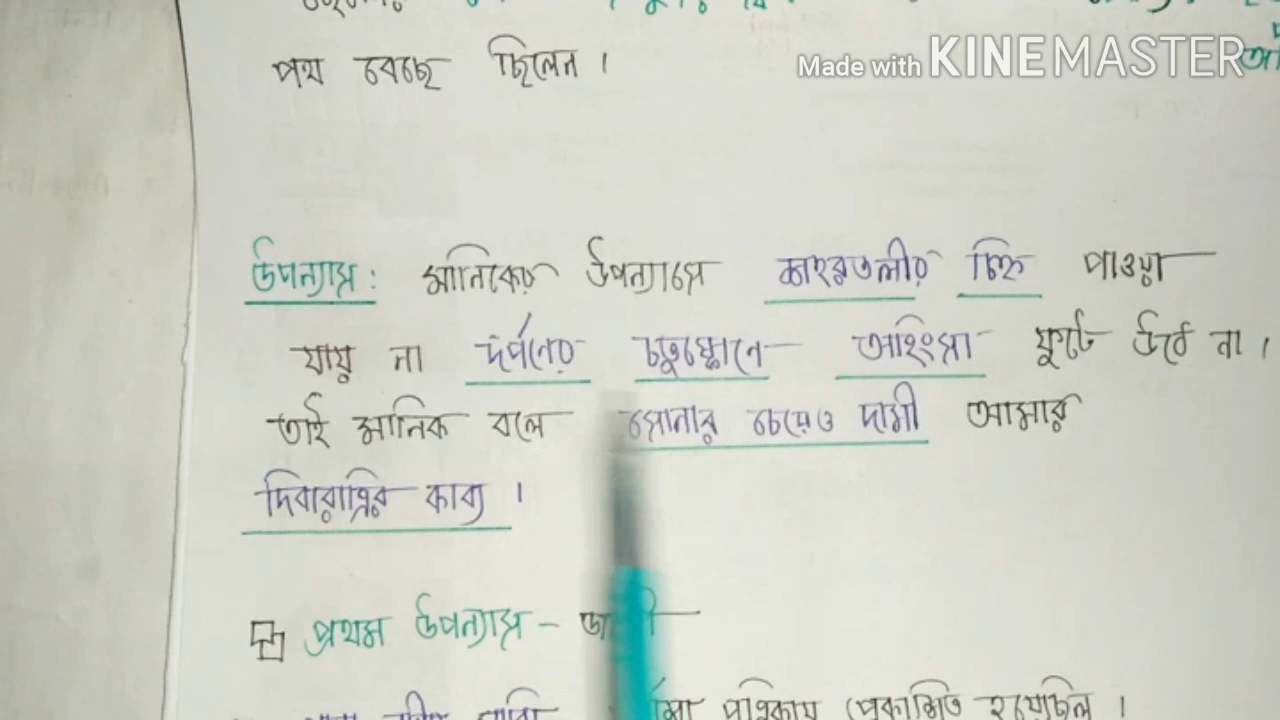 পথ বেছে ছিলেন।
Made with KINEMASTER
উপন্যাস: মানিকের উপন্যাসে শহরতলীর চিহ্ন পাওয়া
যায় না দর্পনের চতুষ্কোনে অহিংসা ফুটে উঠে না।
তাই মানিক বলে সোনার চেয়েও দামী আমার
দিবারাত্রির কাব্য।
প্রথম উপন্যাস -
পত্রিকায় প্রকাশিত হয়েছিল।